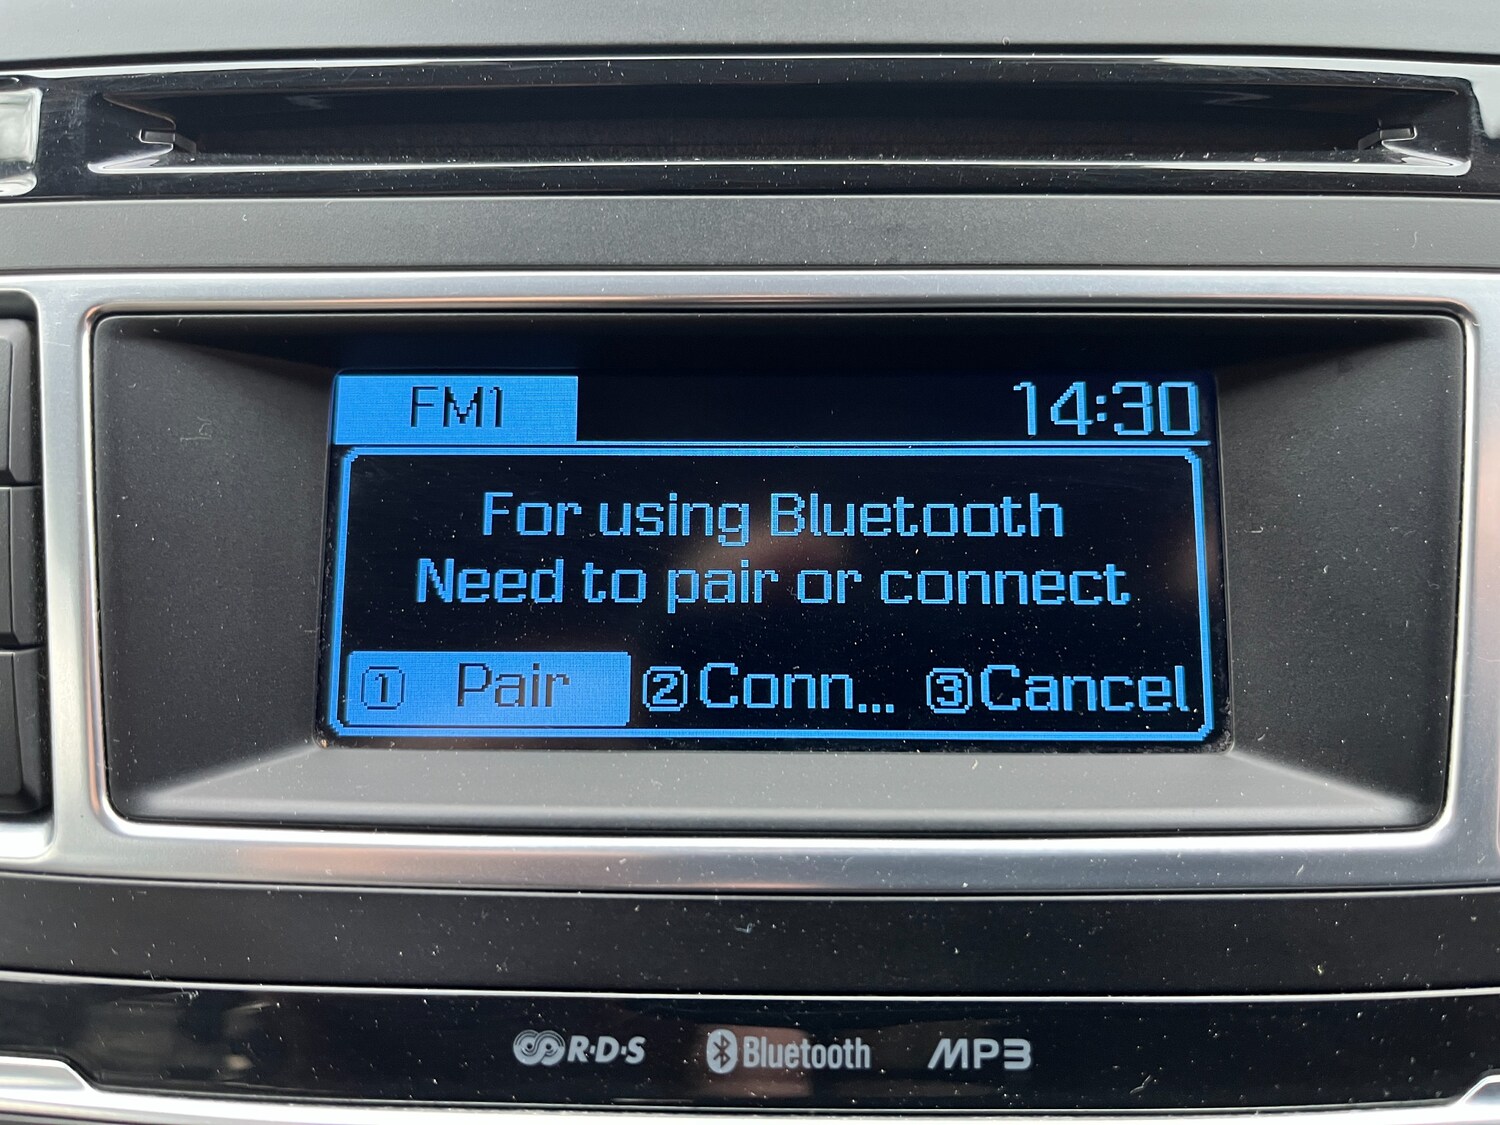 FM1 14:30
For using Bluetooth
Need to pair or connect
① Pair ② Conn... ③ Cancel
R·D·S Bluetooth MP3